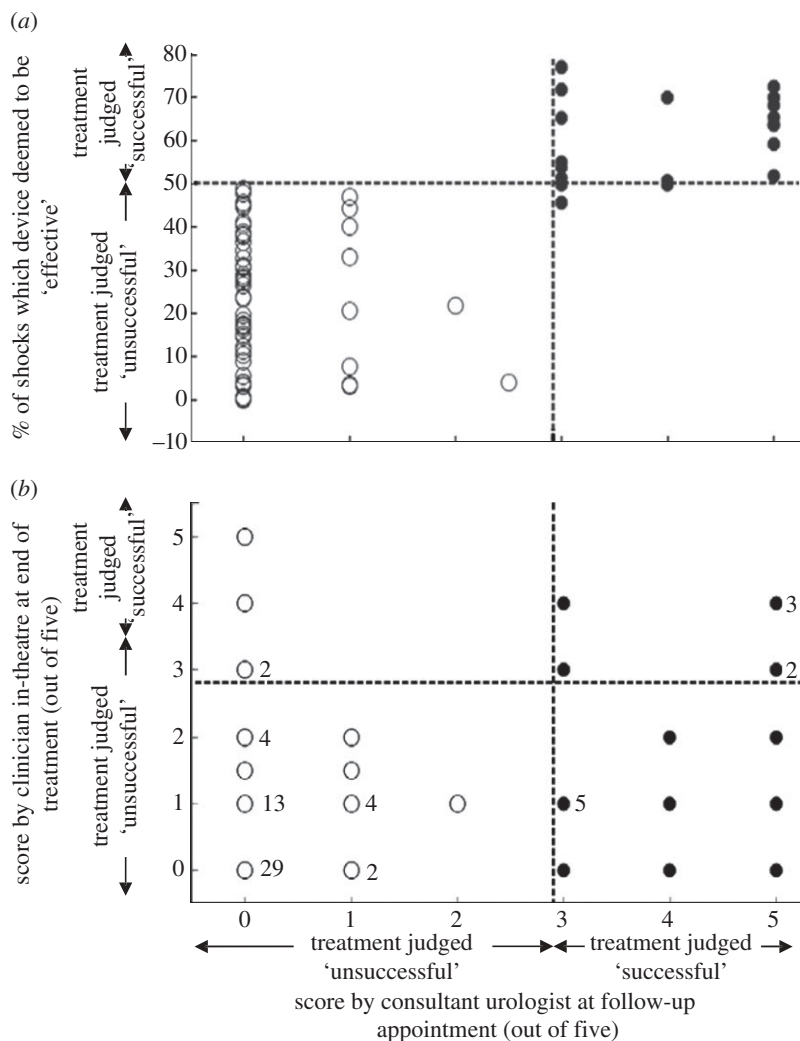 (a)
% of shocks which device deemed to be
‘effective’
treatment judged
‘unsuccessful’
treatment
judged
‘successful’
80
70
60
50
40
30
20
10
0
–10
(b)
score by clinician in-theatre at end of
treatment (out of five)
treatment judged
‘unsuccessful’
treatment
judged
‘successful’
5
4
3
3
2
2
2
4
1
13
4
5
0
29
2
0 1 2 3 4 5
treatment judged
‘unsuccessful’
treatment judged
‘successful’
score by consultant urologist at follow-up
appointment (out of five)